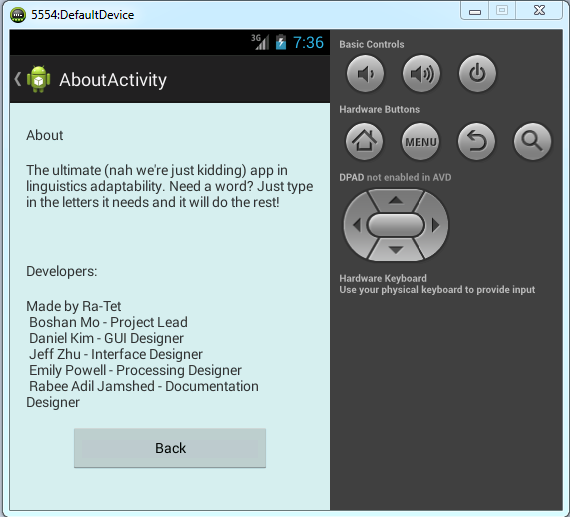 5554:DefaultDevice
3G 7:36
AboutActivity
About
The ultimate (nah we're just kidding) app in
linguistics adaptability. Need a word? Just type
in the letters it needs and it will do the rest!
Developers:
Made by Ra-Tet
Boshan Mo - Project Lead
Daniel Kim - GUI Designer
Jeff Zhu - Interface Designer
Emily Powell - Processing Designer
Rabee Adil Jamshed - Documentation
Designer
Back
Basic Controls
Hardware Buttons
MENU
DPAD not enabled in AVD
Hardware Keyboard
Use your physical keyboard to provide input